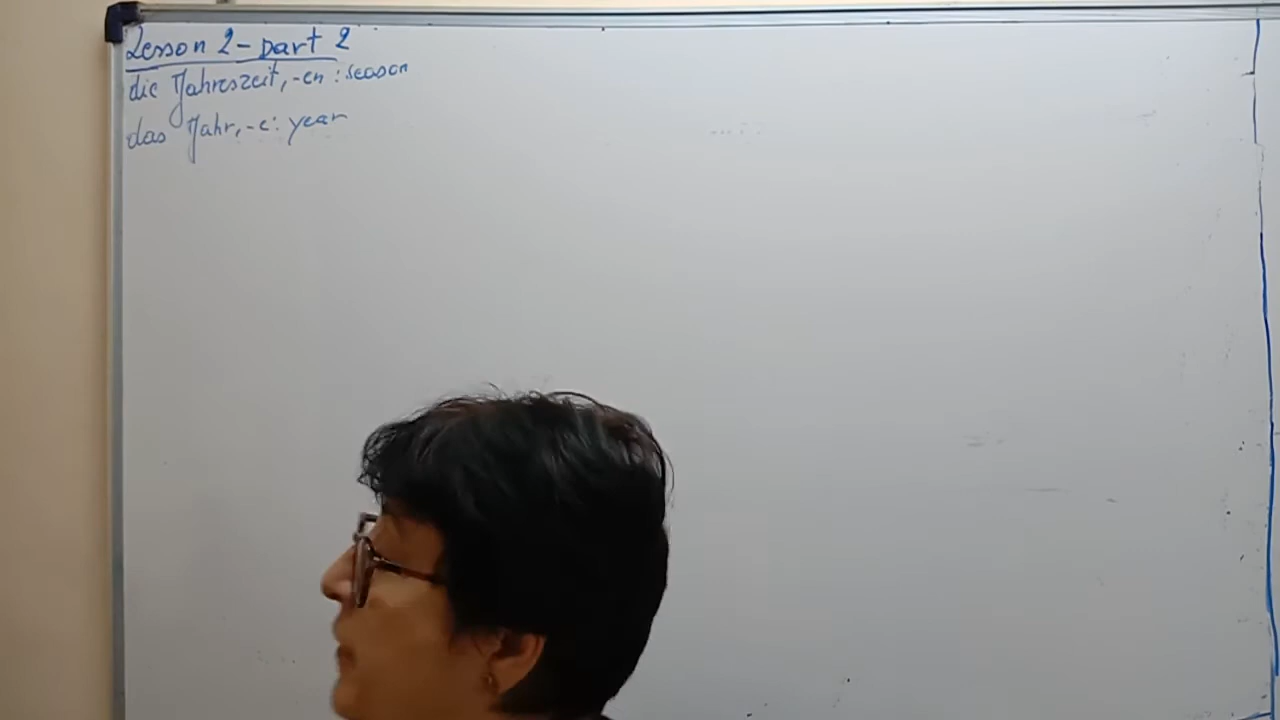 Lesson 2 - part 2
die Jahreszeit, -en : season
das Jahr, -e : year